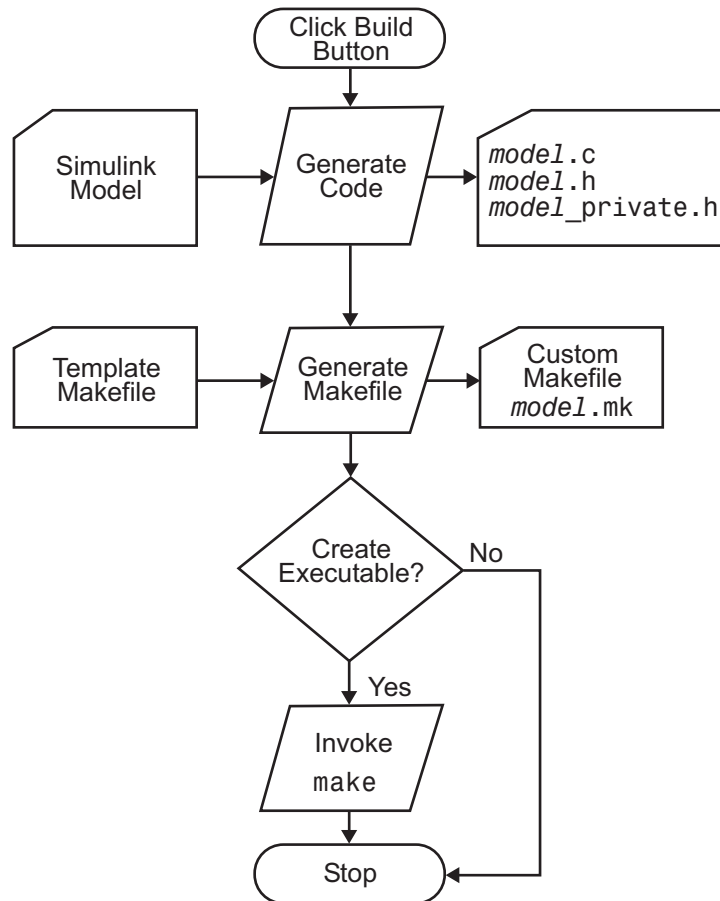 Click Build
Button
Simulink
Model
Generate
Code
model.c
model.h
model_private.h
Template
Makefile
Generate
Makefile
Custom
Makefile
model.mk
Create
Executable?
No
Yes
Invoke
make
Stop